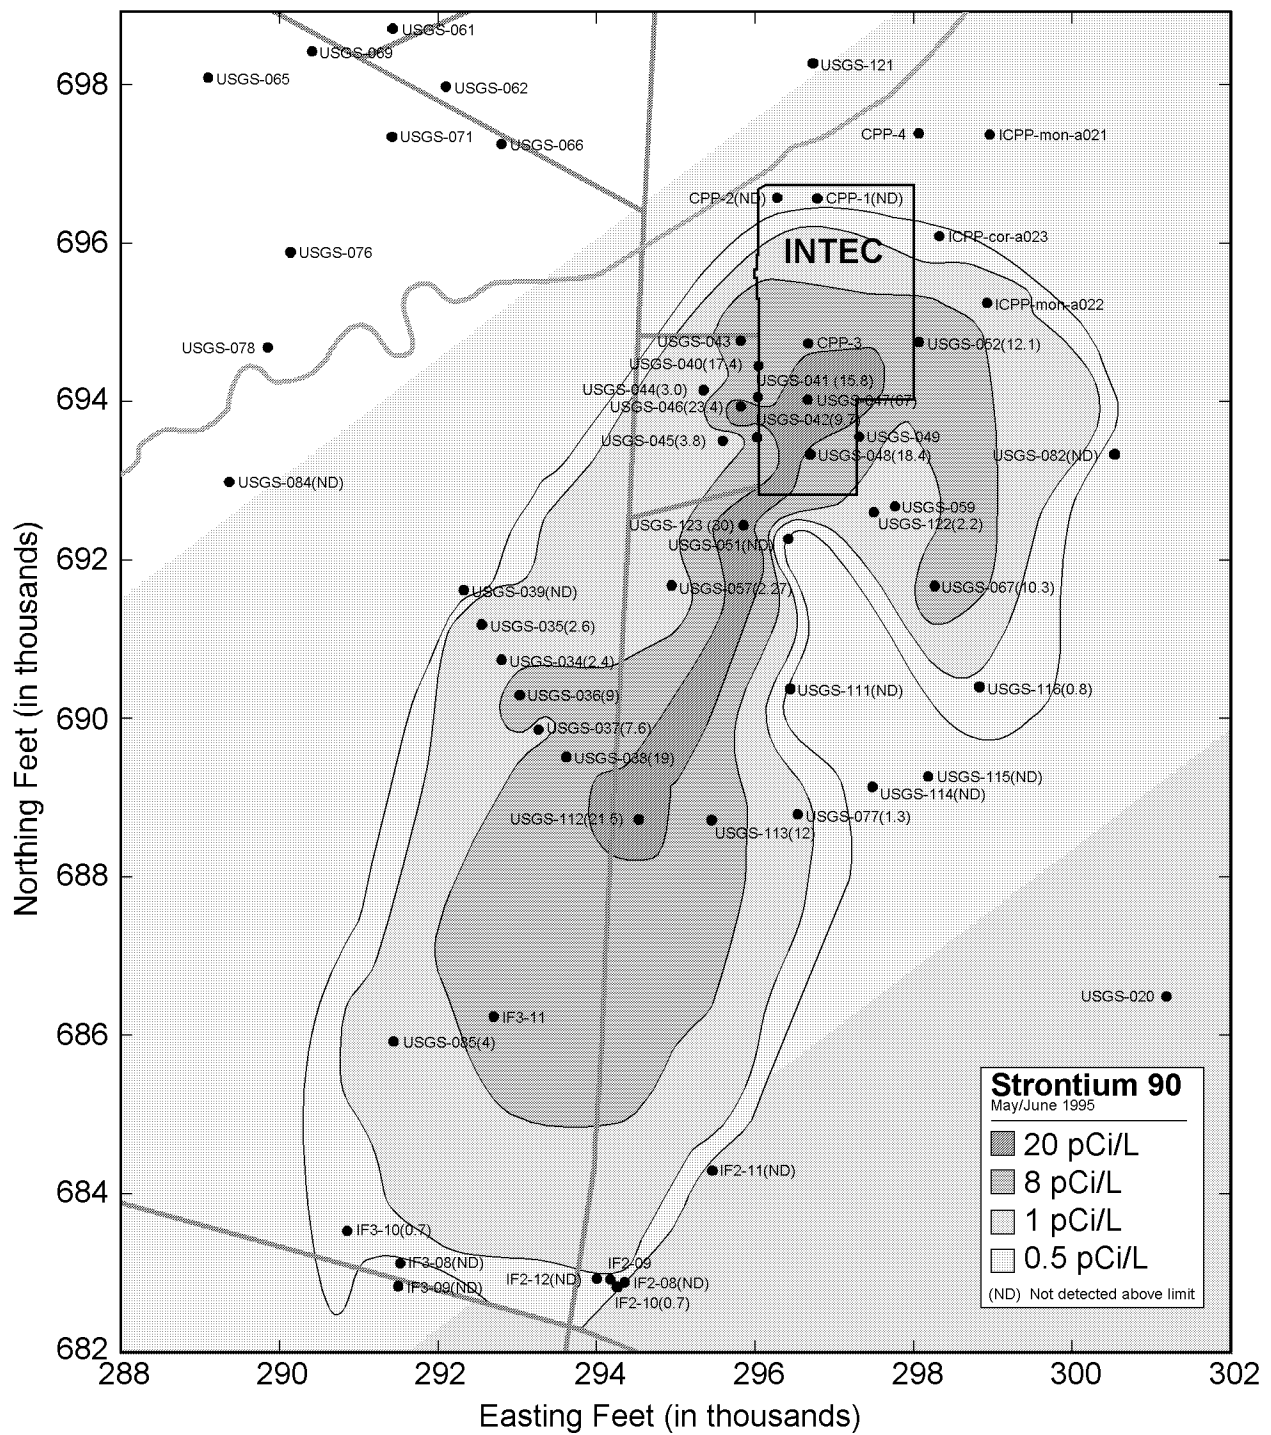 USGS-061
USGS-069
USGS-121
USGS-065
698
USGS-062
CPP-4
ICPP-mon-a021
USGS-071
USGS-066
CPP-2(ND)
CPP-1(ND)
ICPP-cor-a023
696
USGS-076
INTEC
ICPP-mon-a022
USGS-043
CPP-3
USGS-052(12.1)
USGS-078
USGS-040(17.4)
USGS-041 (15.8)
USGS-044(3.0)
694
USGS-046(23.4)
USGS-047(67)
USGS-042(9.7)
USGS-045(3.8)
USGS-049
USGS-048(18.4)
USGS-082(ND)
USGS-084(ND)
USGS-059
USGS-123 (30)
USGS-122(2.2)
USGS-051(ND)
692
USGS-039(ND)
USGS-057(2.27)
USGS-067(10.3)
USGS-035(2.6)
USGS-034(2.4)
USGS-036(9)
USGS-111(ND)
USGS-116(0.8)
690
USGS-037(7.6)
USGS-038(19)
USGS-115(ND)
USGS-114(ND)
USGS-112(21.5)
USGS-113(12)
USGS-077(1.3)
688
Northing Feet (in thousands)
USGS-020
IF3-11
686
USGS-085(4)
Strontium 90
May/June 1995
20 pCi/L
8 pCi/L
1 pCi/L
0.5 pCi/L
(ND) Not detected above limit
IF2-11(ND)
684
IF3-10(0.7)
IF3-08(ND)
IF2-09
IF2-12(ND)
IF2-08(ND)
IF3-09(ND)
IF2-10(0.7)
682
288 290 292 294 296 298 300 302
Easting Feet (in thousands)